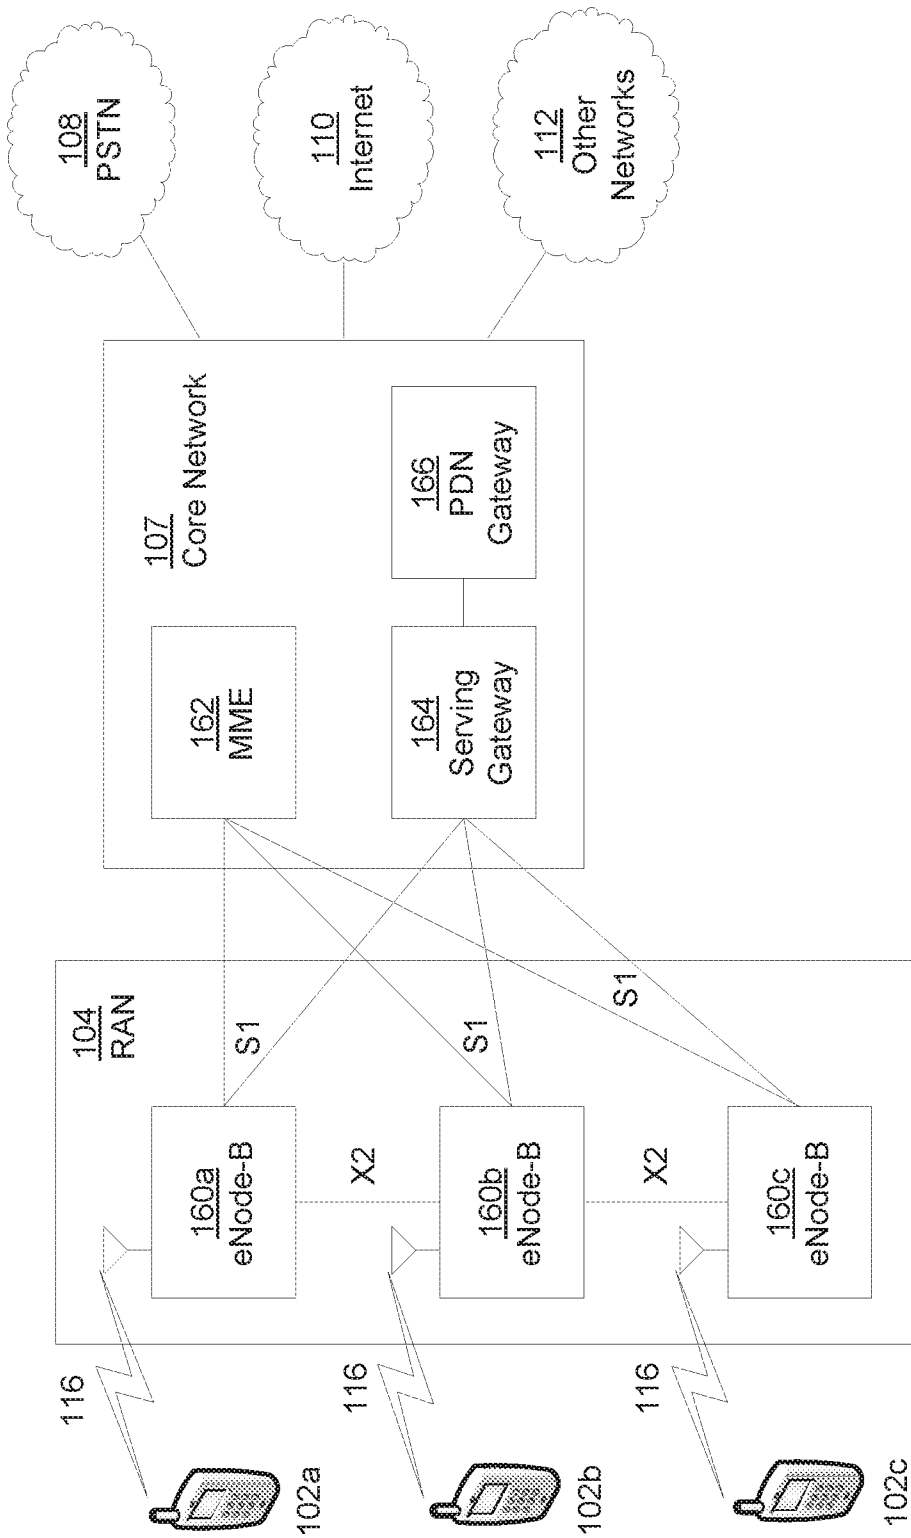 102a
102b
102c
116
116
116
104
RAN
160a
eNode-B
X2
160b
eNode-B
X2
160c
eNode-B
S1
S1
S1
107
Core Network
162
MME
164
Serving
Gateway
166
PDN
Gateway
108
PSTN
110
Internet
112
Other
Networks